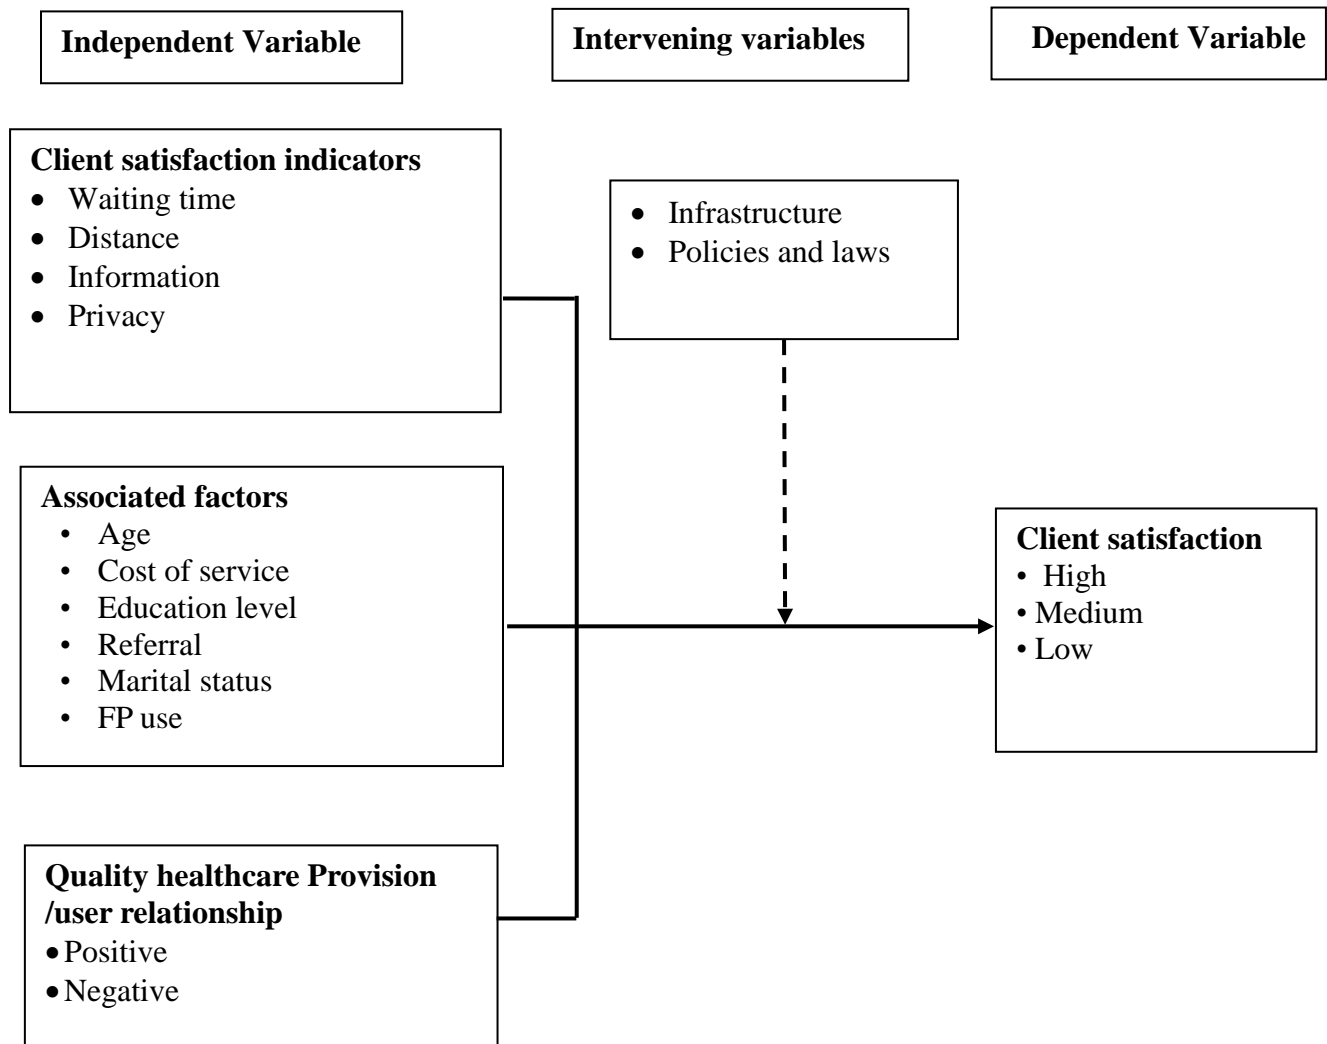 Independent Variable
Intervening variables
Dependent Variable
Client satisfaction indicators
• Waiting time
• Distance
• Information
• Privacy
• Infrastructure
• Policies and laws
Associated factors
• Age
• Cost of service
• Education level
• Referral
• Marital status
• FP use
Client satisfaction
• High
• Medium
• Low
Quality healthcare Provision
/user relationship
• Positive
• Negative